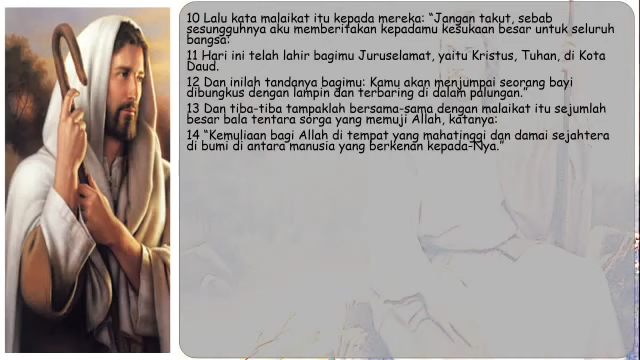 10 Lalu kata malaikat itu kepada mereka: “Jangan takut, sebab
sesungguhnya aku memberitakan kepadamu kesukaan besar untuk seluruh
bangsa:
11 Hari ini telah lahir bagimu Juruselamat, yaitu Kristus, Tuhan, di Kota
Daud.
12 Dan inilah tandanya bagimu: Kamu akan menjumpai seorang bayi
dibungkus dengan lampin dan terbaring di dalam palungan.”
13 Dan tiba-tiba tampaklah bersama-sama dengan malaikat itu sejumlah
besar bala tentara sorga yang memuji Allah, katanya:
14 “Kemuliaan bagi Allah di tempat yang mahatinggi dan damai sejahtera
di bumi di antara manusia yang berkenan kepada-Nya.”